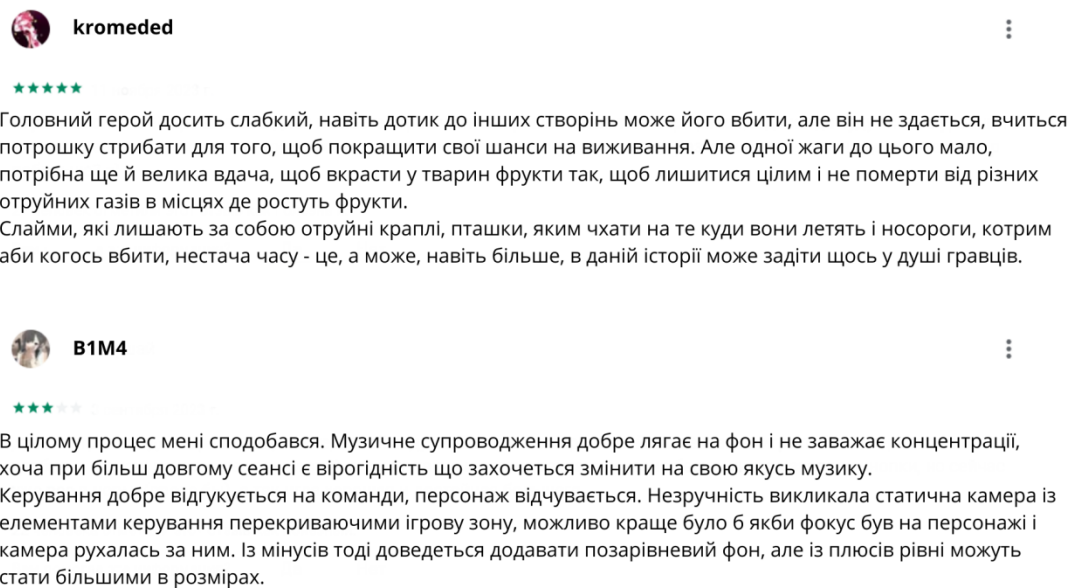 kromeded
Головний герой досить слабкий, навіть дотик до інших створінь може його вбити, але він не здається, вчиться
потрошку стрибати для того, щоб покращити свої шанси на виживання. Але одної жаги до цього мало,
потрібна ще й велика вдача, щоб вкрасти у тварин фрукти так, щоб лишитися цілим і не померти від різних
отруйних газів в місцях де ростуть фрукти.
Слайми, які лишають за собою отруйні краплі, пташки, яким чхати на те куди вони летять і носороги, котрим
аби когось вбити, нестача часу - це, а може, навіть більше, в даній історії може задіти щось у душі гравців.
B1M4
В цілому процес мені сподобався. Музичне супроводження добре лягає на фон і не заважає концентрації,
хоча при більш довгому сеансі є вірогідність що захочеться змінити на свою якусь музику.
Керування добре відгукується на команди, персонаж відчувається. Незручність викликала статична камера із
елементами керування перекриваючими ігрову зону, можливо краще було б якби фокус був на персонажі і
камера рухалась за ним. Із мінусів тоді доведеться додавати позарівневий фон, але із плюсів рівні можуть
стати більшими в розмірах.